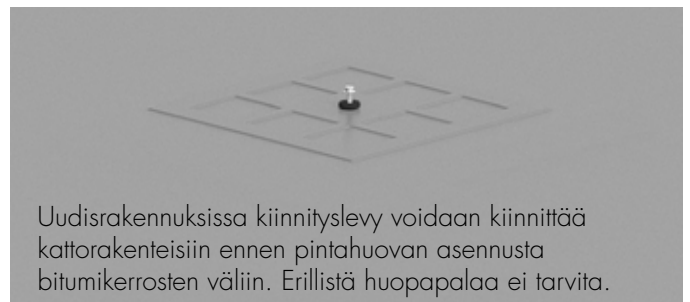 Uudisrakennuksissa kiinnityslevy voidaan kiinnittää
kattorakenteisiin ennen pintahuovan asennusta
bitumikerrosten väliin. Erillistä huopapalaa ei tarvita.